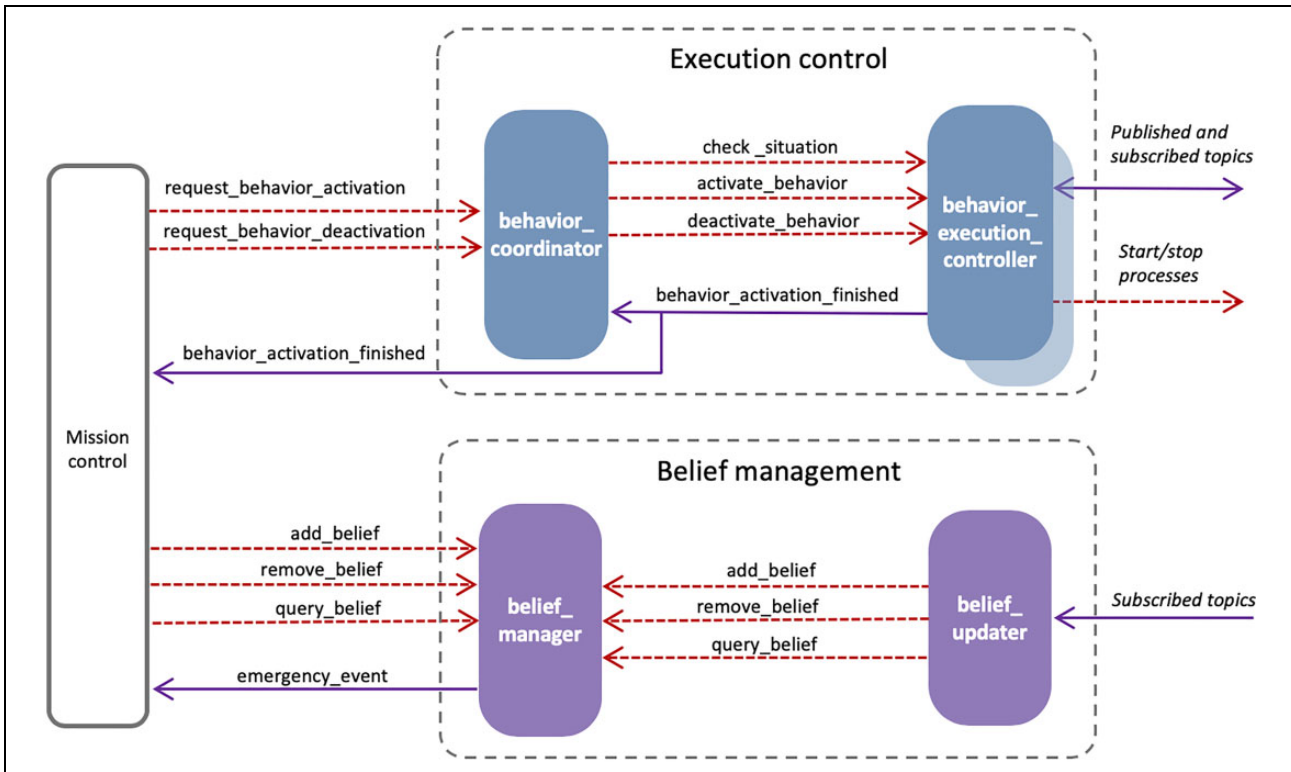 Execution control
check _situation
activate_behavior
deactivate_behavior
Published and
subscribed topics
request_behavior_activation
request_behavior_deactivation
behavior_
coordinator
behavior_
execution_
controller
Start/stop
processes
behavior_activation_finished
behavior_activation_finished
Mission
control
Belief management
add_belief
remove_belief
query_belief
emergency_event
belief_
manager
add_belief
remove_belief
query_belief
belief_
updater
Subscribed topics